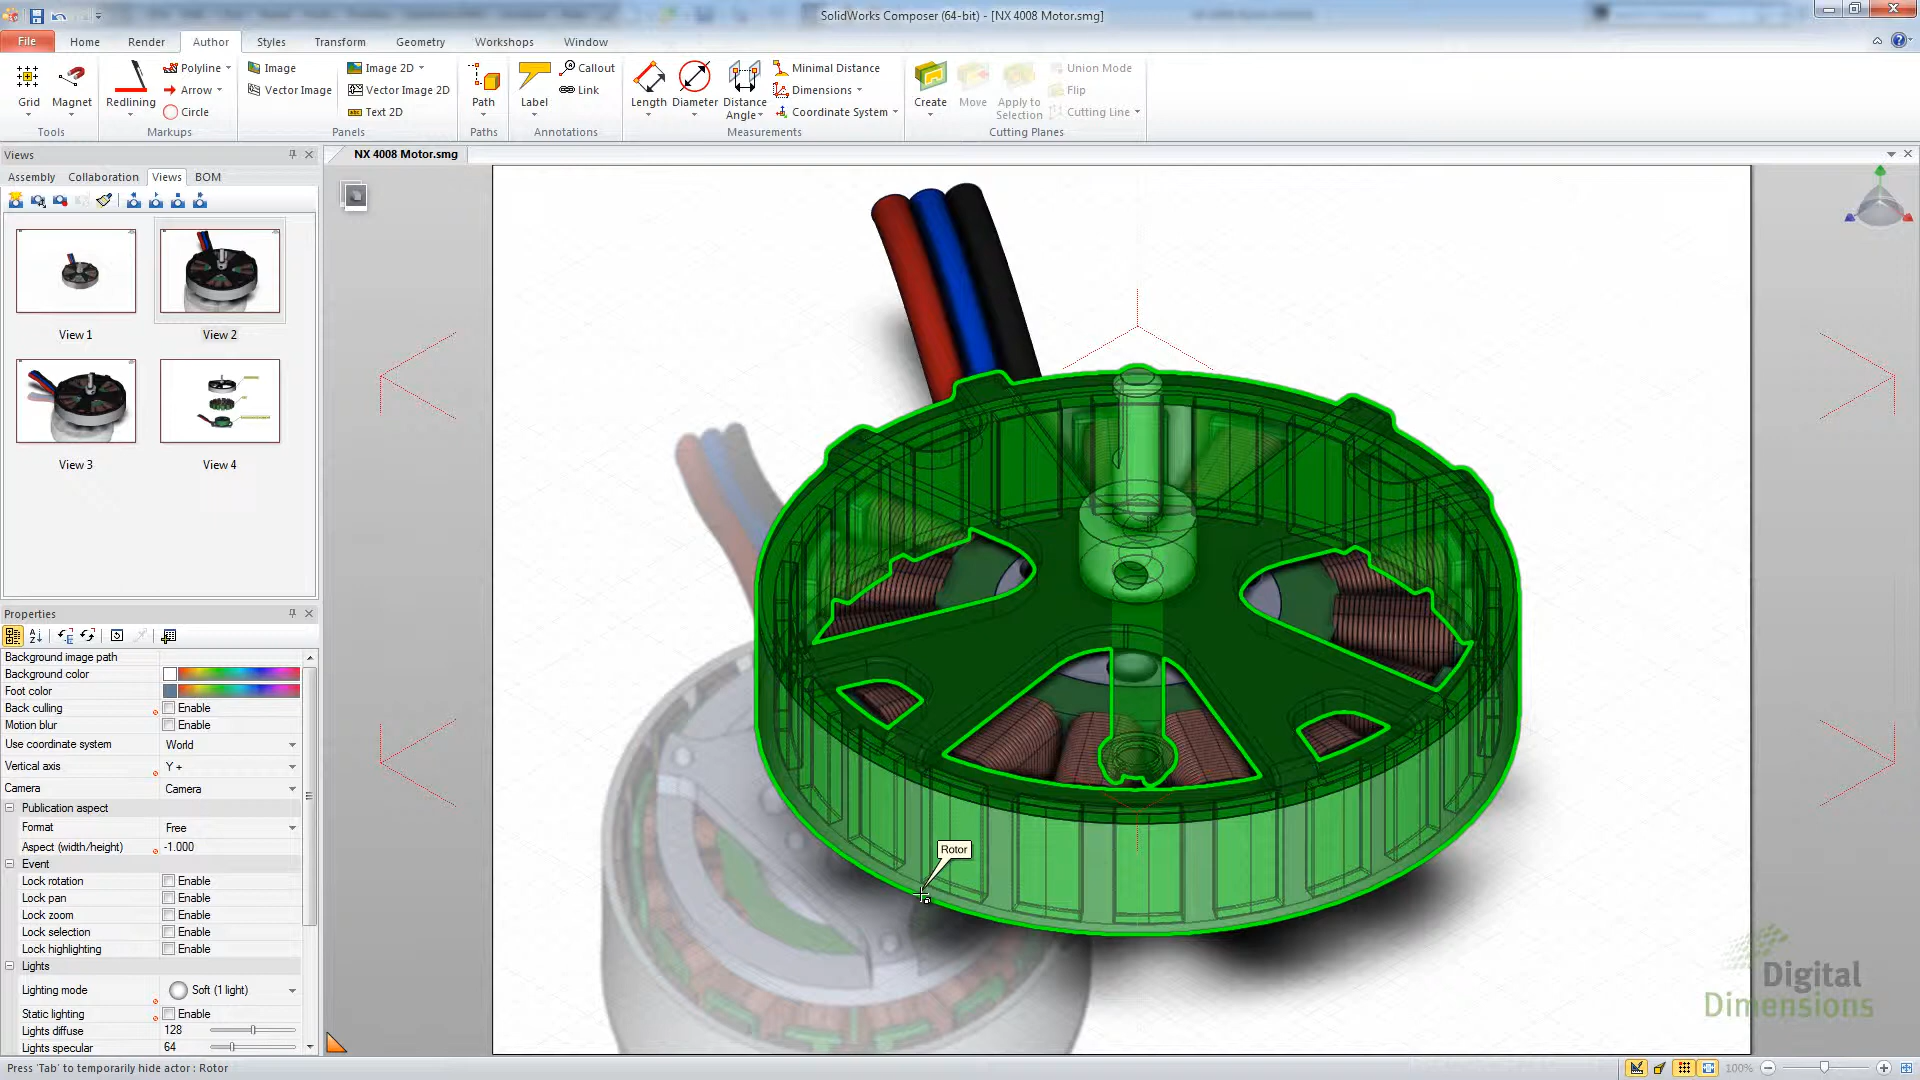 SolidWorks Composer (64-bit) - [NX 4008 Motor.smg]
File Home Render Author Styles Transform Geometry Workshops Window
Grid Magnet Redlining Polyline Arrow Circle
Image Vector Image Image 2D Vector Image 2D Text 2D
Path Label Callout Link
Length Diameter Distance Angle Minimal Distance Dimensions Coordinate System
Create Move Apply to Selection Union Mode Flip Cutting Line
Tools Markups Panels Paths Annotations Measurements Cutting Planes
Views
NX 4008 Motor.smg
Assembly Collaboration Views BOM
View 1 View 2
View 3 View 4
Properties
Background image path
Background color
Foot color
Back culling Enable
Motion blur Enable
Use coordinate system World
Vertical axis Y +
Camera Camera
Publication aspect
Format Free
Aspect (width/height) -1.000
Event
Lock rotation Enable
Lock pan Enable
Lock zoom Enable
Lock selection Enable
Lock highlighting Enable
Lights
Lighting mode Soft (1 light)
Static lighting Enable
Lights diffuse 128
Lights specular 64
Rotor
Digital
Dimensions
Press 'Tab' to temporarily hide actor : Rotor
100%